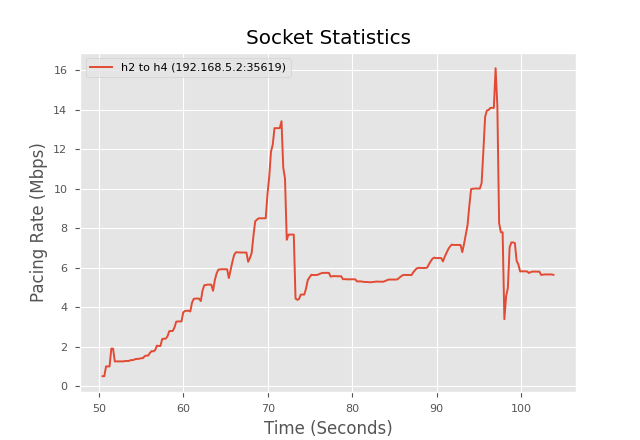 Socket Statistics
h2 to h4 (192.168.5.2:35619)
Pacing Rate (Mbps)
16
14
12
10
8
6
4
2
0
50 60 70 80 90 100
Time (Seconds)